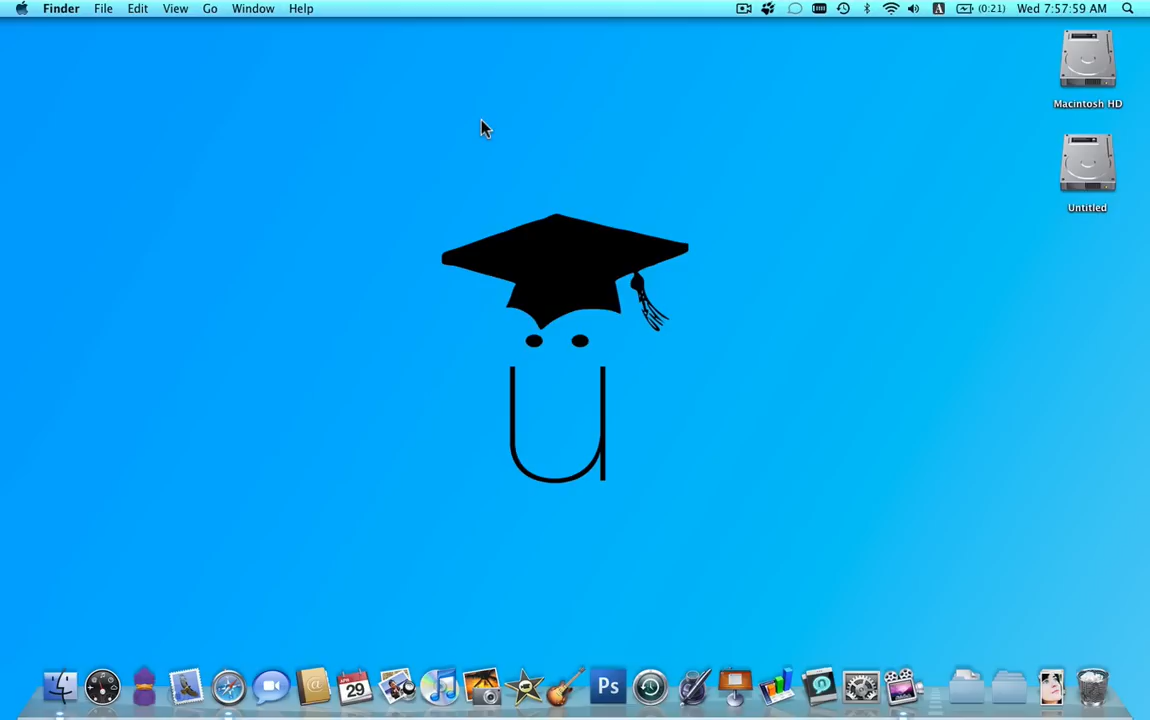 Finder File Edit View Go Window Help A (0:21) Wed 7:57:59 AM
Macintosh HD
Untitled
u
APR 29 Ps